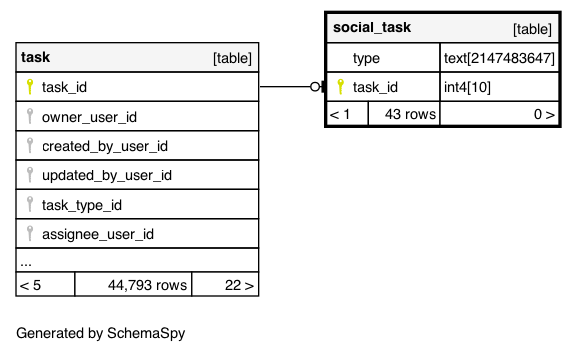 task [table]
task_id
owner_user_id
created_by_user_id
updated_by_user_id
task_type_id
assignee_user_id
...
< 5 44,793 rows 22 >
social_task [table]
type text[2147483647]
task_id int4[10]
< 1 43 rows 0 >
Generated by SchemaSpy